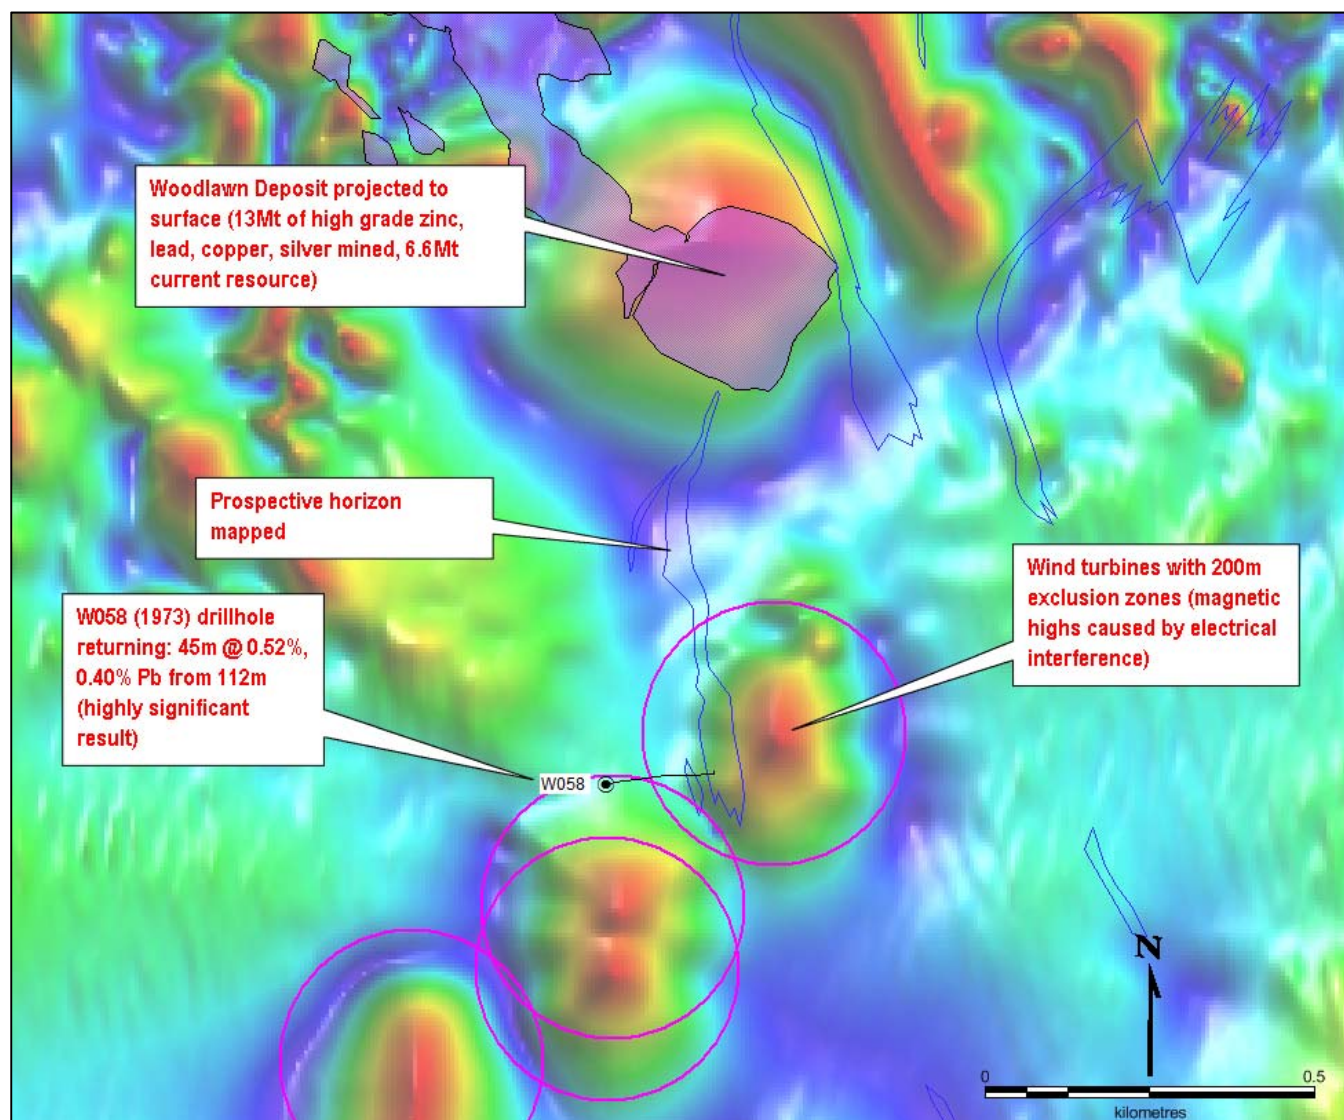 Woodlawn Deposit projected to
surface (13Mt of high grade zinc,
lead, copper, silver mined, 6.6Mt
current resource)
Prospective horizon
mapped
W058 (1973) drillhole
returning: 45m @ 0.52%,
0.40% Pb from 112m
(highly significant
result)
Wind turbines with 200m
exclusion zones (magnetic
highs caused by electrical
interference)
W058
N
0 0.5
kilometres